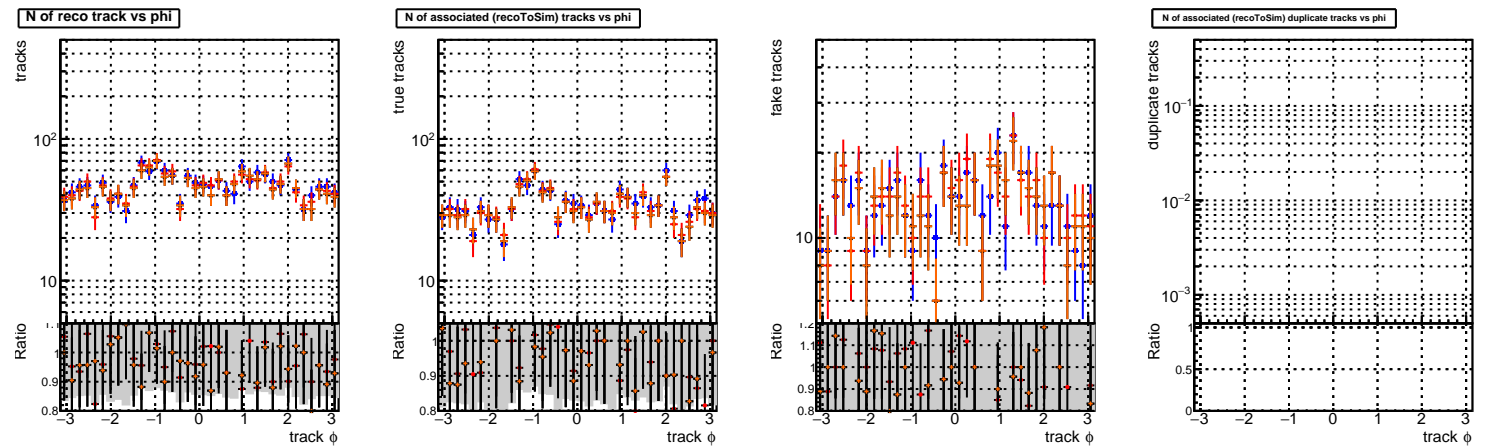 N of reco track vs phi
tracks
10²
10
Ratio
1
0.9
0.8
−3 −2 −1 0 1 2 3
track ϕ
N of associated (recoToSim) tracks vs phi
true tracks
10²
10
Ratio
1
0.9
0.8
−3 −2 −1 0 1 2 3
track ϕ
fake tracks
10
Ratio
1.2
1.1
1
0.9
0.8
−3 −2 −1 0 1 2 3
track ϕ
N of associated (recoToSim) duplicate tracks vs phi
duplicate tracks
10⁻¹
10⁻²
10⁻³
Ratio
1
0.5
0
−3 −2 −1 0 1 2 3
track ϕ